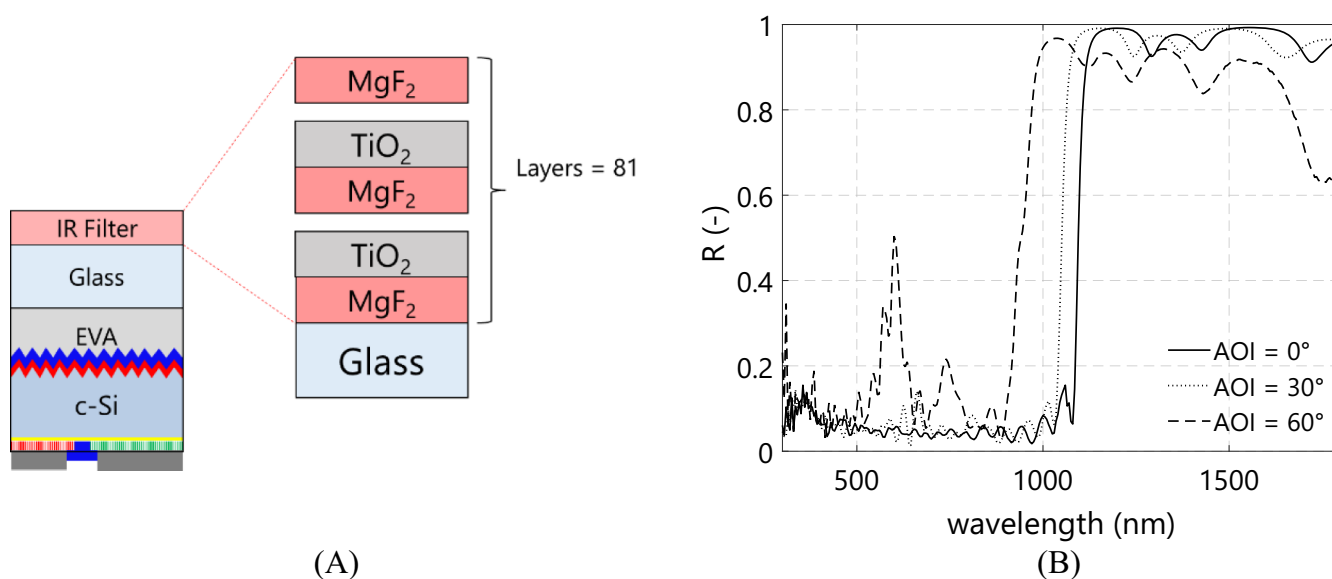 MgF₂
TiO₂
MgF₂
Layers = 81
TiO₂
MgF₂
Glass
IR Filter
Glass
EVA
c-Si
(A)
R (-)
1
0.8
0.6
0.4
0.2
0
500
1000
1500
wavelength (nm)
AOI = 0°
AOI = 30°
AOI = 60°
(B)